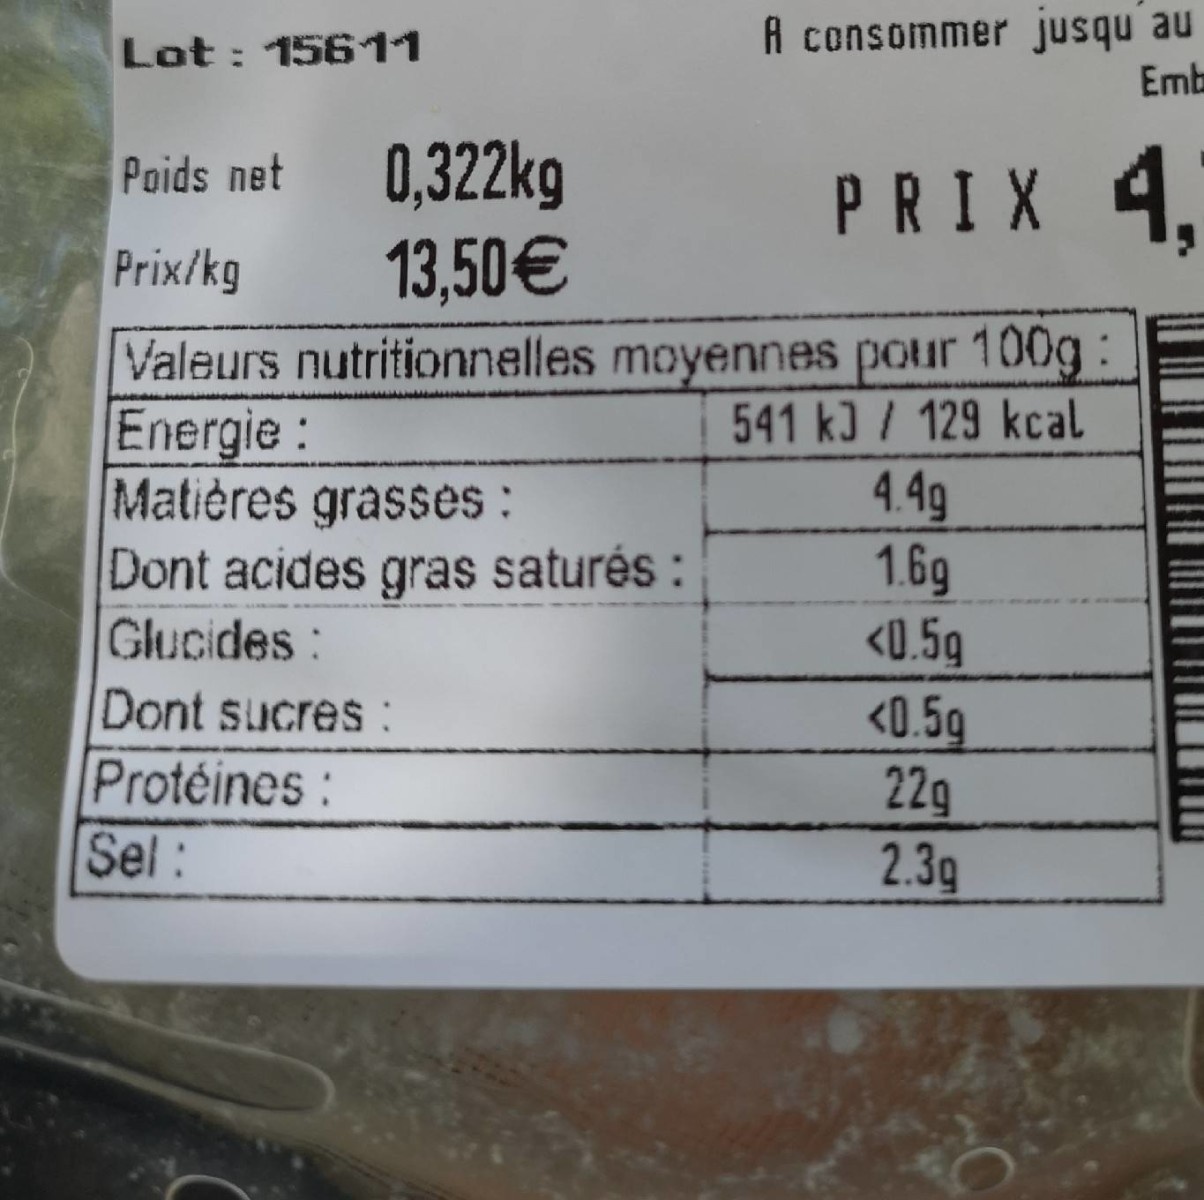 Lot : 15611
A consommer jusqu'au
Poids net 0,322kg
PRIX 4,
Prix/kg 13,50€
Valeurs nutritionnelles moyennes pour 100g :
Energie : 541 kJ / 129 kcal
Matières grasses : 4.4g
Dont acides gras saturés : 1.6g
Glucides : <0.5g
Dont sucres : <0.5g
Protéines : 22g
Sel : 2.3g